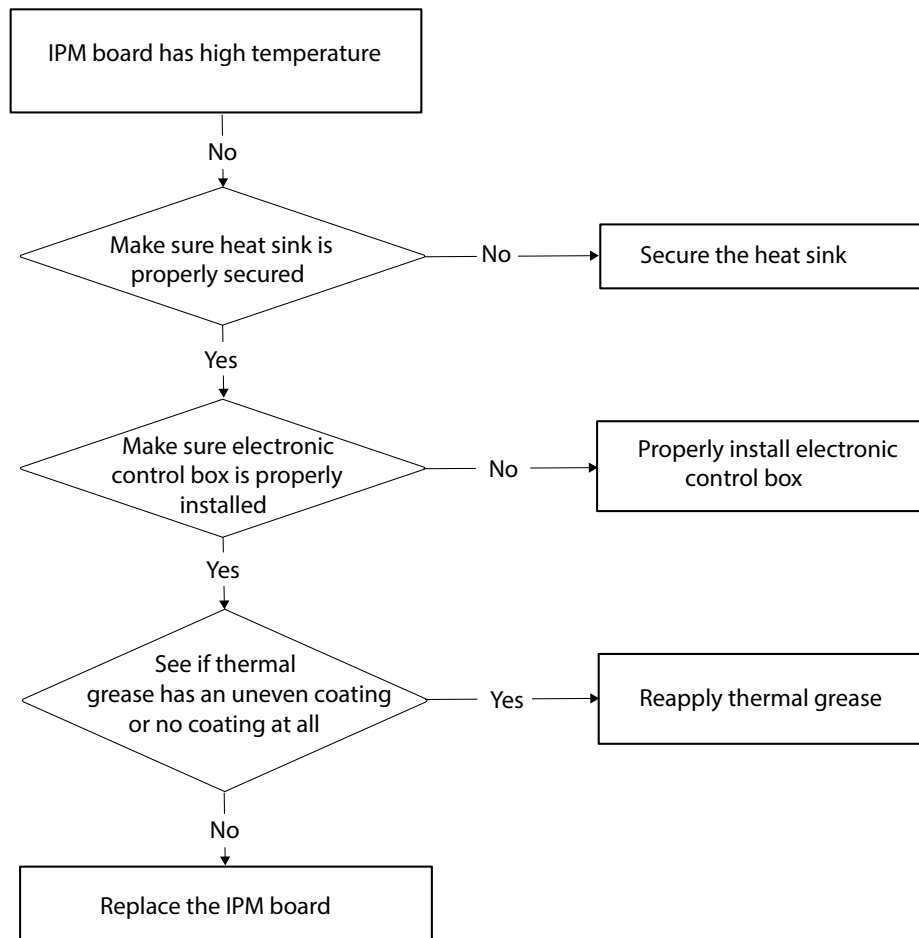 IPM board has high temperature
No
Make sure heat sink is
properly secured
No
Secure the heat sink
Yes
Make sure electronic
control box is properly
installed
No
Properly install electronic
control box
Yes
See if thermal
grease has an uneven coating
or no coating at all
Yes
Reapply thermal grease
No
Replace the IPM board